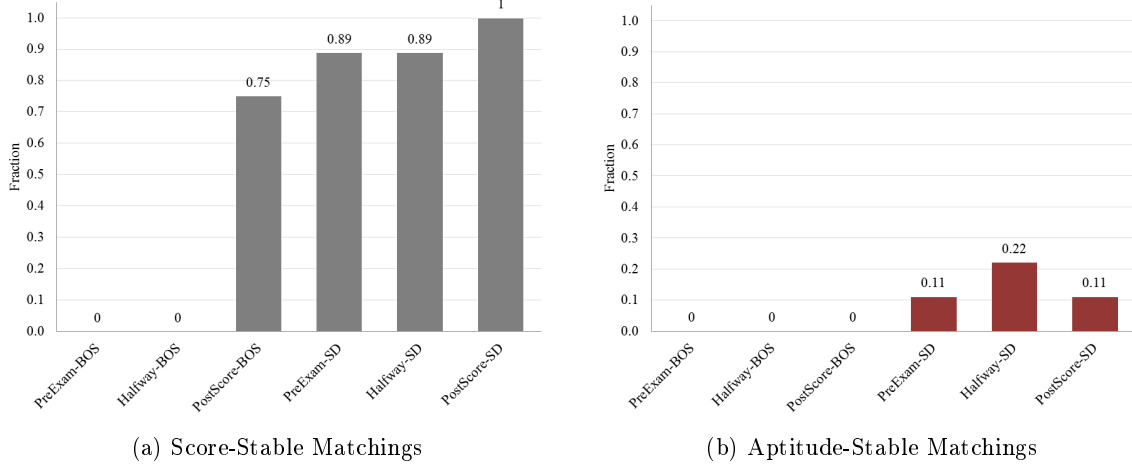 1
1.0
0.9
0.8
0.7
0.6
0.5
0.4
0.3
0.2
0.1
0.0
Fraction
0
0
0.75
0.89
0.89
PreExam-BOS
Halfway-BOS
PostScore-BOS
PreExam-SD
Halfway-SD
PostScore-SD
(a) Score-Stable Matchings
1.0
0.9
0.8
0.7
0.6
0.5
0.4
0.3
0.2
0.1
0.0
Fraction
0
0
0
0.11
0.22
0.11
PreExam-BOS
Halfway-BOS
PostScore-BOS
PreExam-SD
Halfway-SD
PostScore-SD
(b) Aptitude-Stable Matchings